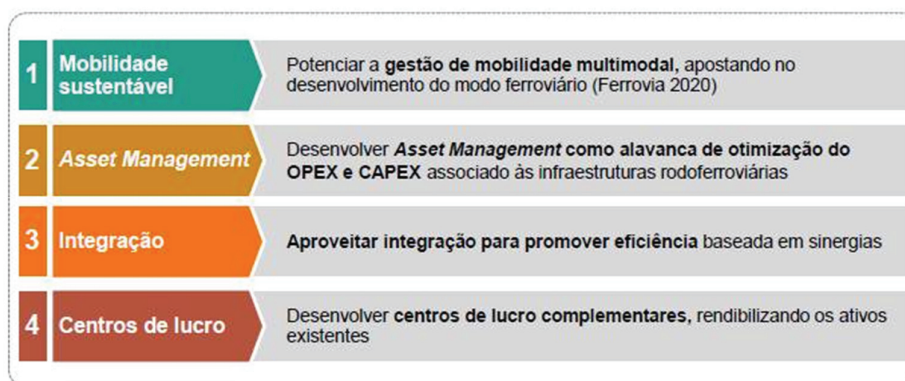 1
Mobilidade
sustentável
Potenciar a gestão de mobilidade multimodal, apostando no
desenvolvimento do modo ferroviário (Ferrovia 2020)
2
Asset Management
Desenvolver Asset Management como alavanca de otimização do
OPEX e CAPEX associado às infraestruturas rodoferroviárias
3
Integração
Aproveitar integração para promover eficiência baseada em sinergias
4
Centros de lucro
Desenvolver centros de lucro complementares, rendibilizando os ativos
existentes